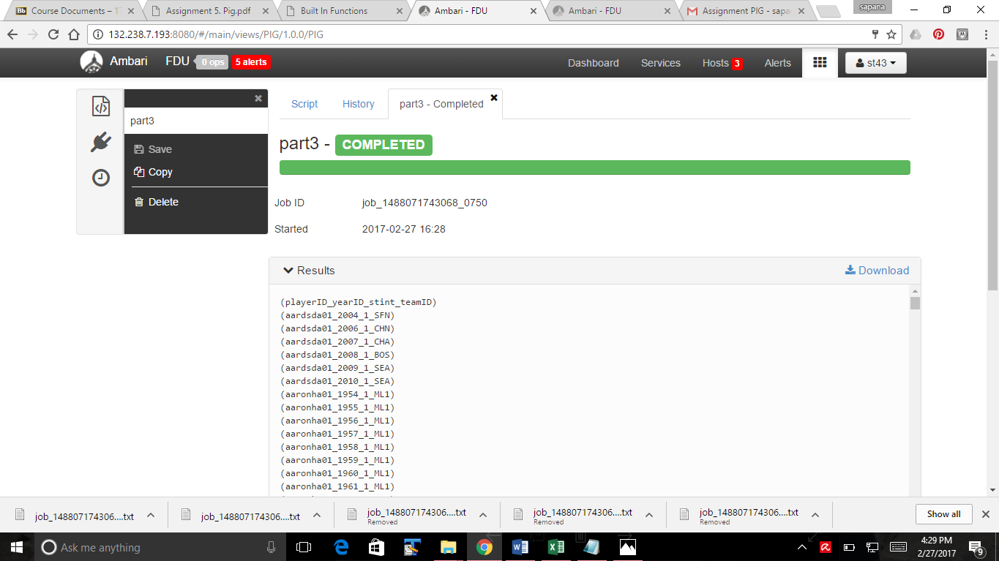 Course Documents – 17
Assignment 5. Pig.pdf
Built In Functions
Ambari - FDU
Ambari - FDU
Assignment PIG - sapa
sapana
132.238.7.193:8080/#/main/views/PIG/1.0.0/PIG
Ambari FDU 0 ops 5 alerts Dashboard Services Hosts 3 Alerts st43
part3
Save
Copy
Delete
Script History part3 - Completed
part3 - COMPLETED
Job ID job_1488071743068_0750
Started 2017-02-27 16:28
Results Download
(playerID_yearID_stint_teamID)
(aardsda01_2004_1_SFN)
(aardsda01_2006_1_CHN)
(aardsda01_2007_1_CHA)
(aardsda01_2008_1_BOS)
(aardsda01_2009_1_SEA)
(aardsda01_2010_1_SEA)
(aaronha01_1954_1_ML1)
(aaronha01_1955_1_ML1)
(aaronha01_1956_1_ML1)
(aaronha01_1957_1_ML1)
(aaronha01_1958_1_ML1)
(aaronha01_1959_1_ML1)
(aaronha01_1960_1_ML1)
(aaronha01_1961_1_ML1)
job_148807174306....txt
job_148807174306....txt
job_148807174306....txt
Removed
job_148807174306....txt
Removed
job_148807174306....txt
Removed
Show all
Ask me anything
4:29 PM
2/27/2017
9